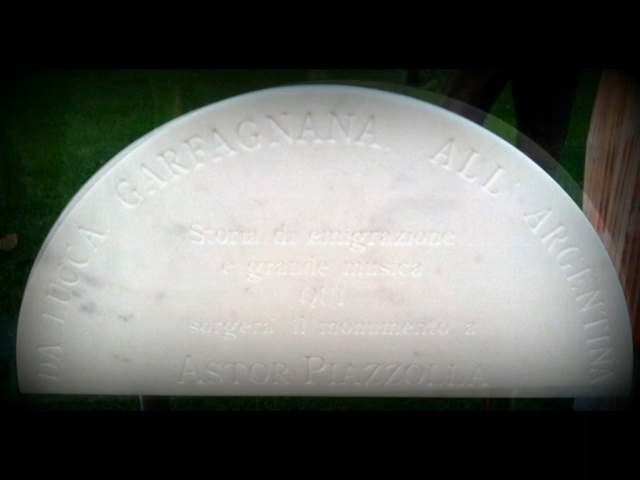 DA LUCCA GARFAGNANA ALL' ARGENTINA
Storia di emigrazione
e grande musica
QUI
sorgerà il monumento a
ASTOR PIAZZOLLA